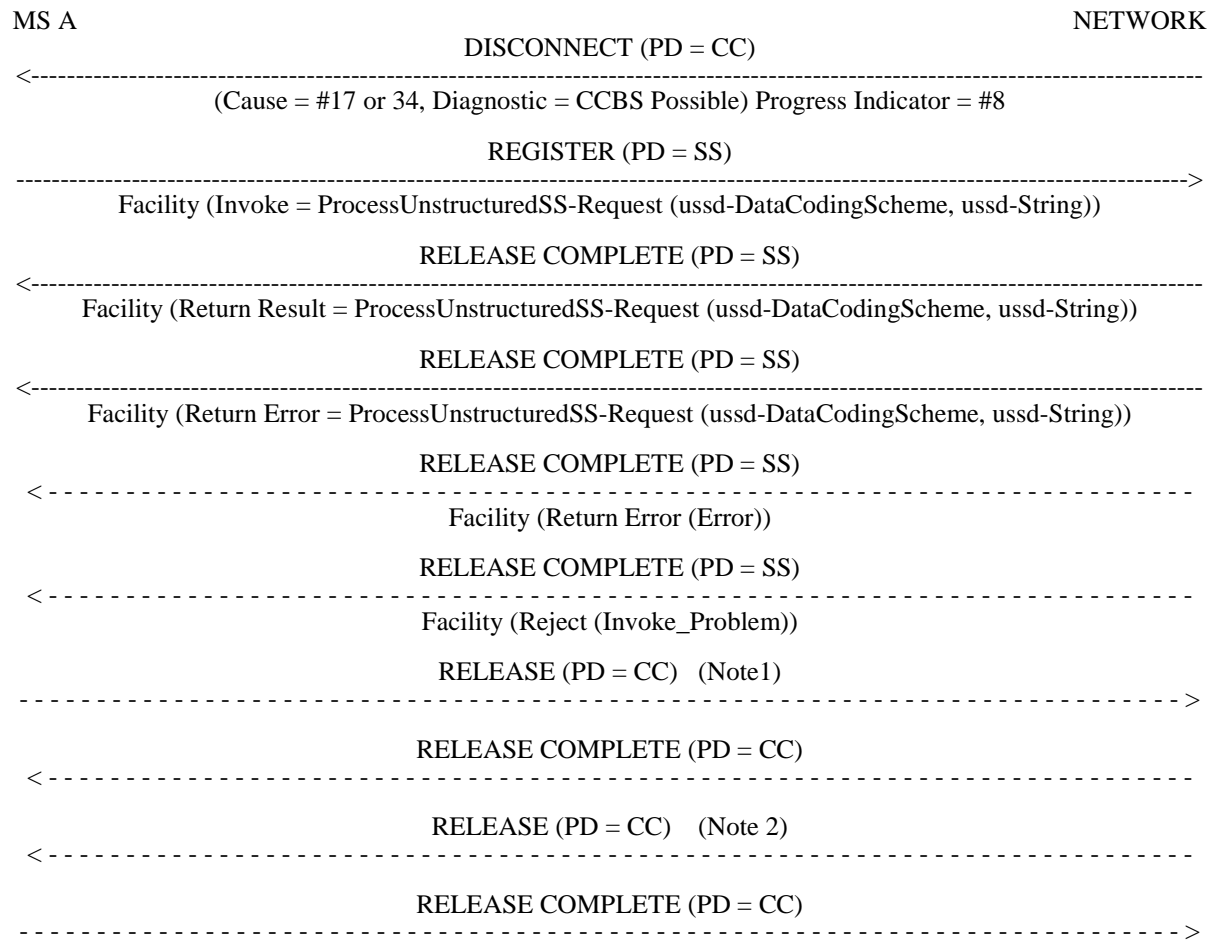 MS A NETWORK
DISCONNECT (PD = CC)
(Cause = #17 or 34, Diagnostic = CCBS Possible) Progress Indicator = #8
REGISTER (PD = SS)
Facility (Invoke = ProcessUnstructuredSS-Request (ussd-DataCodingScheme, ussd-String))
RELEASE COMPLETE (PD = SS)
Facility (Return Result = ProcessUnstructuredSS-Request (ussd-DataCodingScheme, ussd-String))
RELEASE COMPLETE (PD = SS)
Facility (Return Error = ProcessUnstructuredSS-Request (ussd-DataCodingScheme, ussd-String))
RELEASE COMPLETE (PD = SS)
Facility (Return Error (Error))
RELEASE COMPLETE (PD = SS)
Facility (Reject (Invoke_Problem))
RELEASE (PD = CC) (Note1)
RELEASE COMPLETE (PD = CC)
RELEASE (PD = CC) (Note 2)
RELEASE COMPLETE (PD = CC)